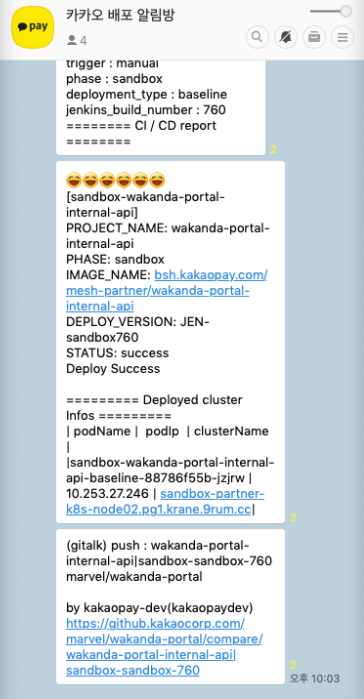 pay
카카오 배포 알림방
4
trigger : manual
phase : sandbox
deployment_type : baseline
jenkins_build_number : 760
======== CI / CD report
========
2
[sandbox-wakanda-portal-
internal-api]
PROJECT_NAME: wakanda-portal-
internal-api
PHASE: sandbox
IMAGE_NAME: bsh.kakaopay.com/
mesh-partner/wakanda-portal-
internal-api
DEPLOY_VERSION: JEN-
sandbox760
STATUS: success
Deploy Success
========= Deployed cluster
Infos =========
| podName | podIp | clusterName
|
|sandbox-wakanda-portal-internal-
api-baseline-88786f55b-jzjrw |
10.253.27.246 | sandbox-partner-
k8s-node02.pg1.krane.9rum.cc|
2
(gitalk) push : wakanda-portal-
internal-api|sandbox-sandbox-760
marvel/wakanda-portal
by kakaopay-dev(kakaopaydev)
https://github.kakaocorp.com/
marvel/wakanda-portal/compare/
wakanda-portal-internal-api|
sandbox-sandbox-760
2
오후 10:03